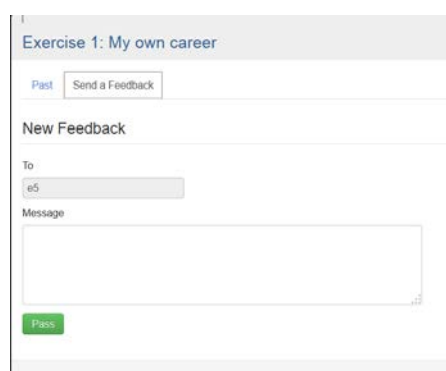 Exercise 1: My own career
Past Send a Feedback
New Feedback
To
e5
Message
Pass